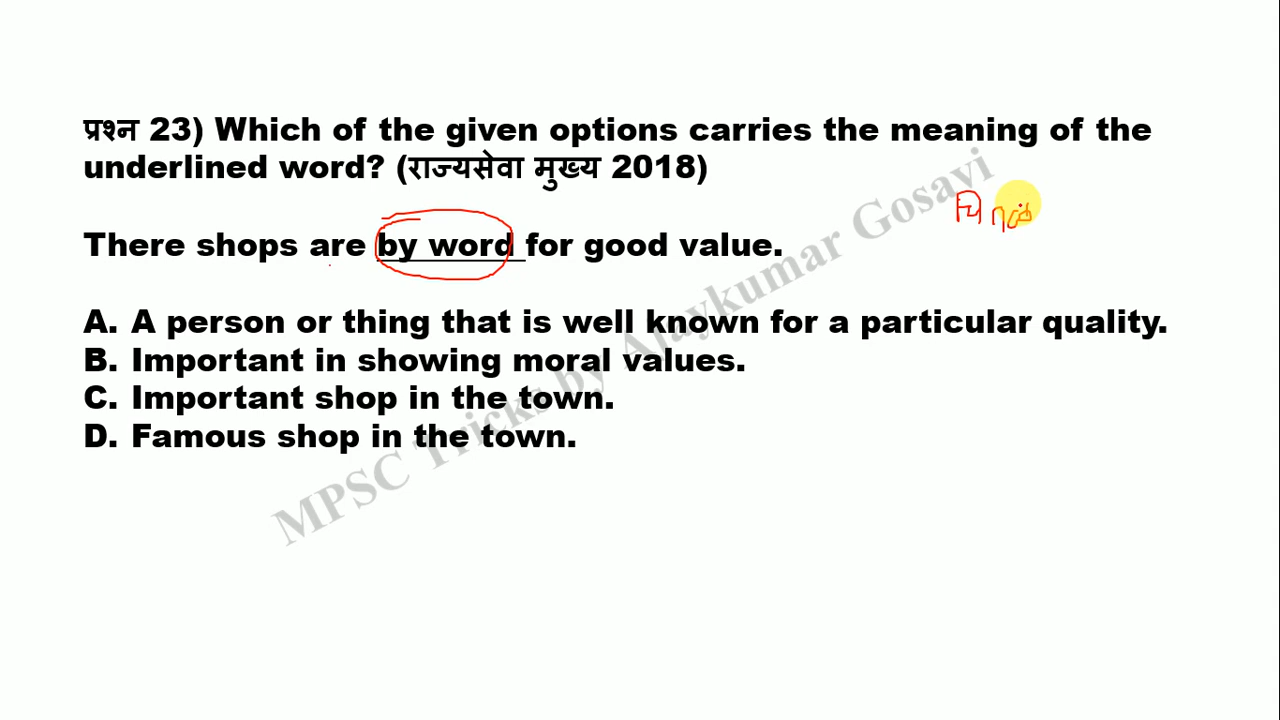 प्रश्न 23) Which of the given options carries the meaning of the
underlined word? (राज्यसेवा मुख्य 2018)
There shops are by word for good value.
A. A person or thing that is well known for a particular quality.
B. Important in showing moral values.
C. Important shop in the town.
D. Famous shop in the town.
MPSC Tricks by Ajaykumar Gosavi